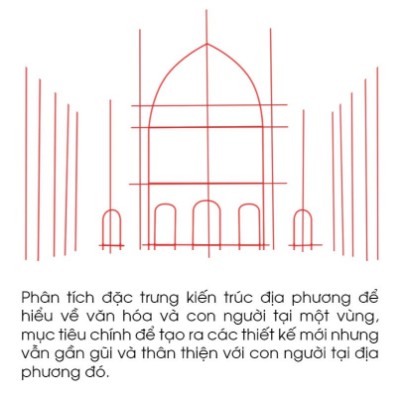 Phân tích đặc trưng kiến trúc địa phương để
hiểu về văn hóa và con người tại một vùng,
mục tiêu chính để tạo ra các thiết kế mới nhưng
vẫn gần gũi và thân thiện với con người tại địa
phương đó.